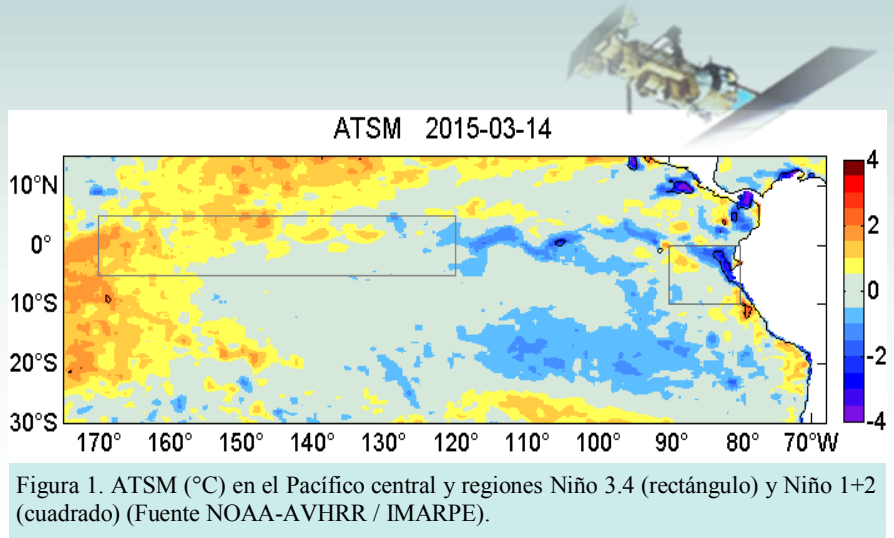 ATSM 2015-03-14
4
10°N
2
0°
0
10°S
-2
20°S
30°S
-4
170° 160° 150° 140° 130° 120° 110° 100° 90° 80° 70°W
Figura 1. ATSM (°C) en el Pacífico central y regiones Niño 3.4 (rectángulo) y Niño 1+2
(cuadrado) (Fuente NOAA-AVHRR / IMARPE).